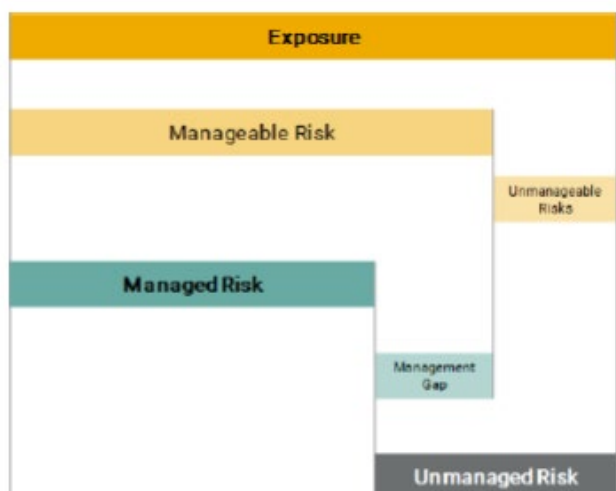 Exposure
Manageable Risk
Unmanageable
Risks
Managed Risk
Management
Gap
Unmanaged Risk